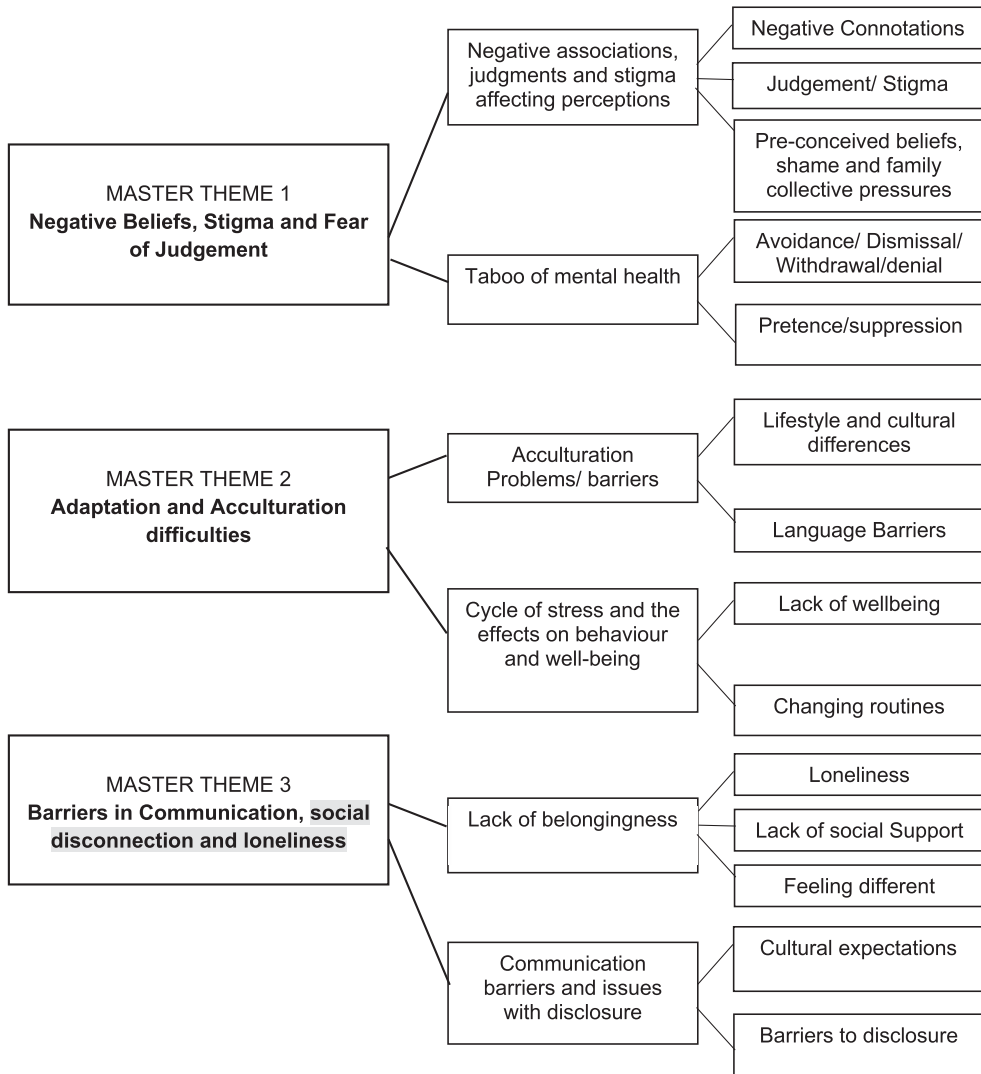 MASTER THEME 1
Negative Beliefs, Stigma and Fear
of Judgement
Negative associations,
judgments and stigma
affecting perceptions
Negative Connotations
Judgement/ Stigma
Pre-conceived beliefs,
shame and family
collective pressures
Taboo of mental health
Avoidance/ Dismissal/
Withdrawal/denial
Pretence/suppression
MASTER THEME 2
Adaptation and Acculturation
difficulties
Acculturation
Problems/ barriers
Lifestyle and cultural
differences
Language Barriers
Cycle of stress and the
effects on behaviour
and well-being
Lack of wellbeing
Changing routines
MASTER THEME 3
Barriers in Communication, social
disconnection and loneliness
Lack of belongingness
Loneliness
Lack of social Support
Feeling different
Communication
barriers and issues
with disclosure
Cultural expectations
Barriers to disclosure